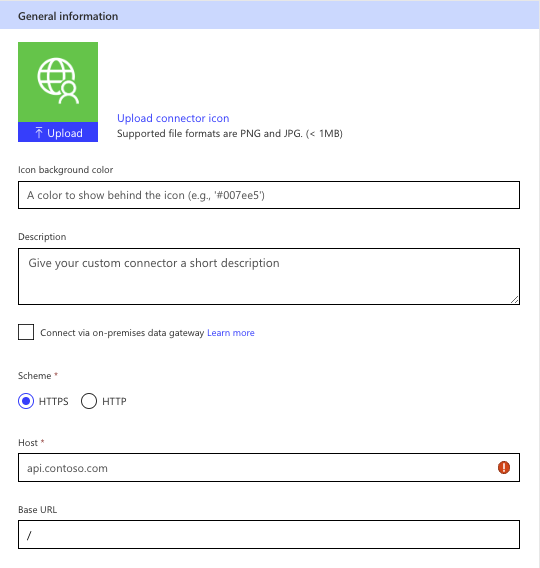 General information
Upload
Upload connector icon
Supported file formats are PNG and JPG. (< 1MB)
Icon background color
A color to show behind the icon (e.g., '#007ee5')
Description
Give your custom connector a short description
Connect via on-premises data gateway Learn more
Scheme *
HTTPS HTTP
Host *
api.contoso.com
Base URL
/